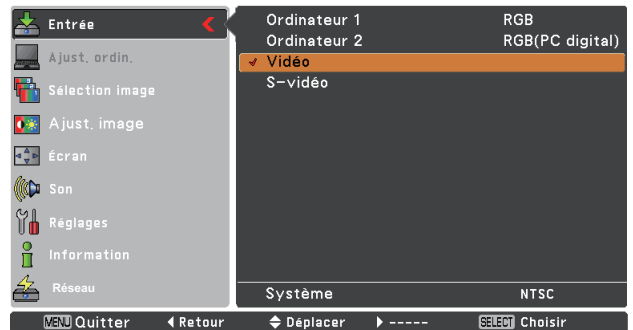 Entrée
Ajust. ordin.
Sélection image
Ajust. image
Écran
Son
Réglages
Information
Réseau
Ordinateur 1 RGB
Ordinateur 2 RGB(PC digital)
Vidéo
S-vidéo
Système NTSC
MENU Quitter Retour Déplacer ----- SELECT Choisir